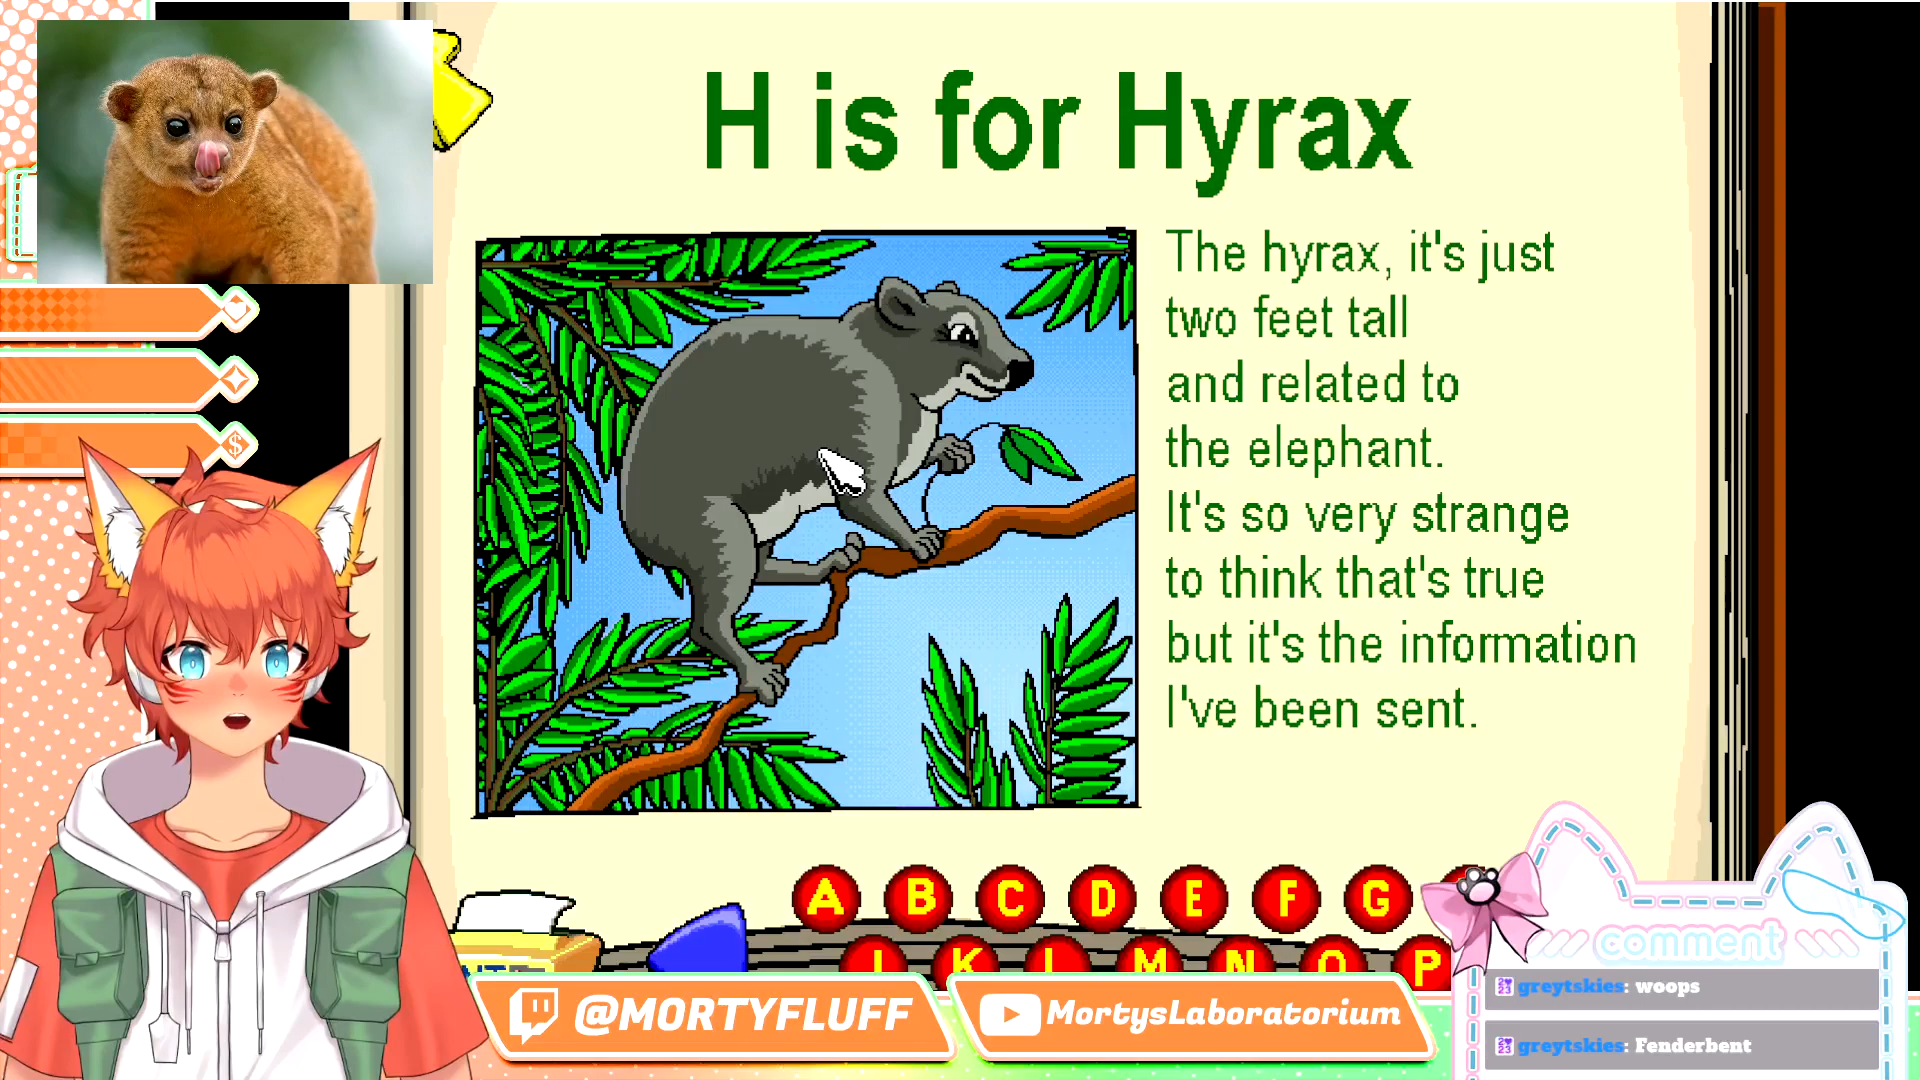 H is for Hyrax
The hyrax, it's just
two feet tall
and related to
the elephant.
It's so very strange
to think that's true
but it's the information
I've been sent.
A B C D E F G
J K L M N O P
$
@MORTYFLUFF
MortysLaboratorium
comment
greytskies: woops
greytskies: Fenderbent